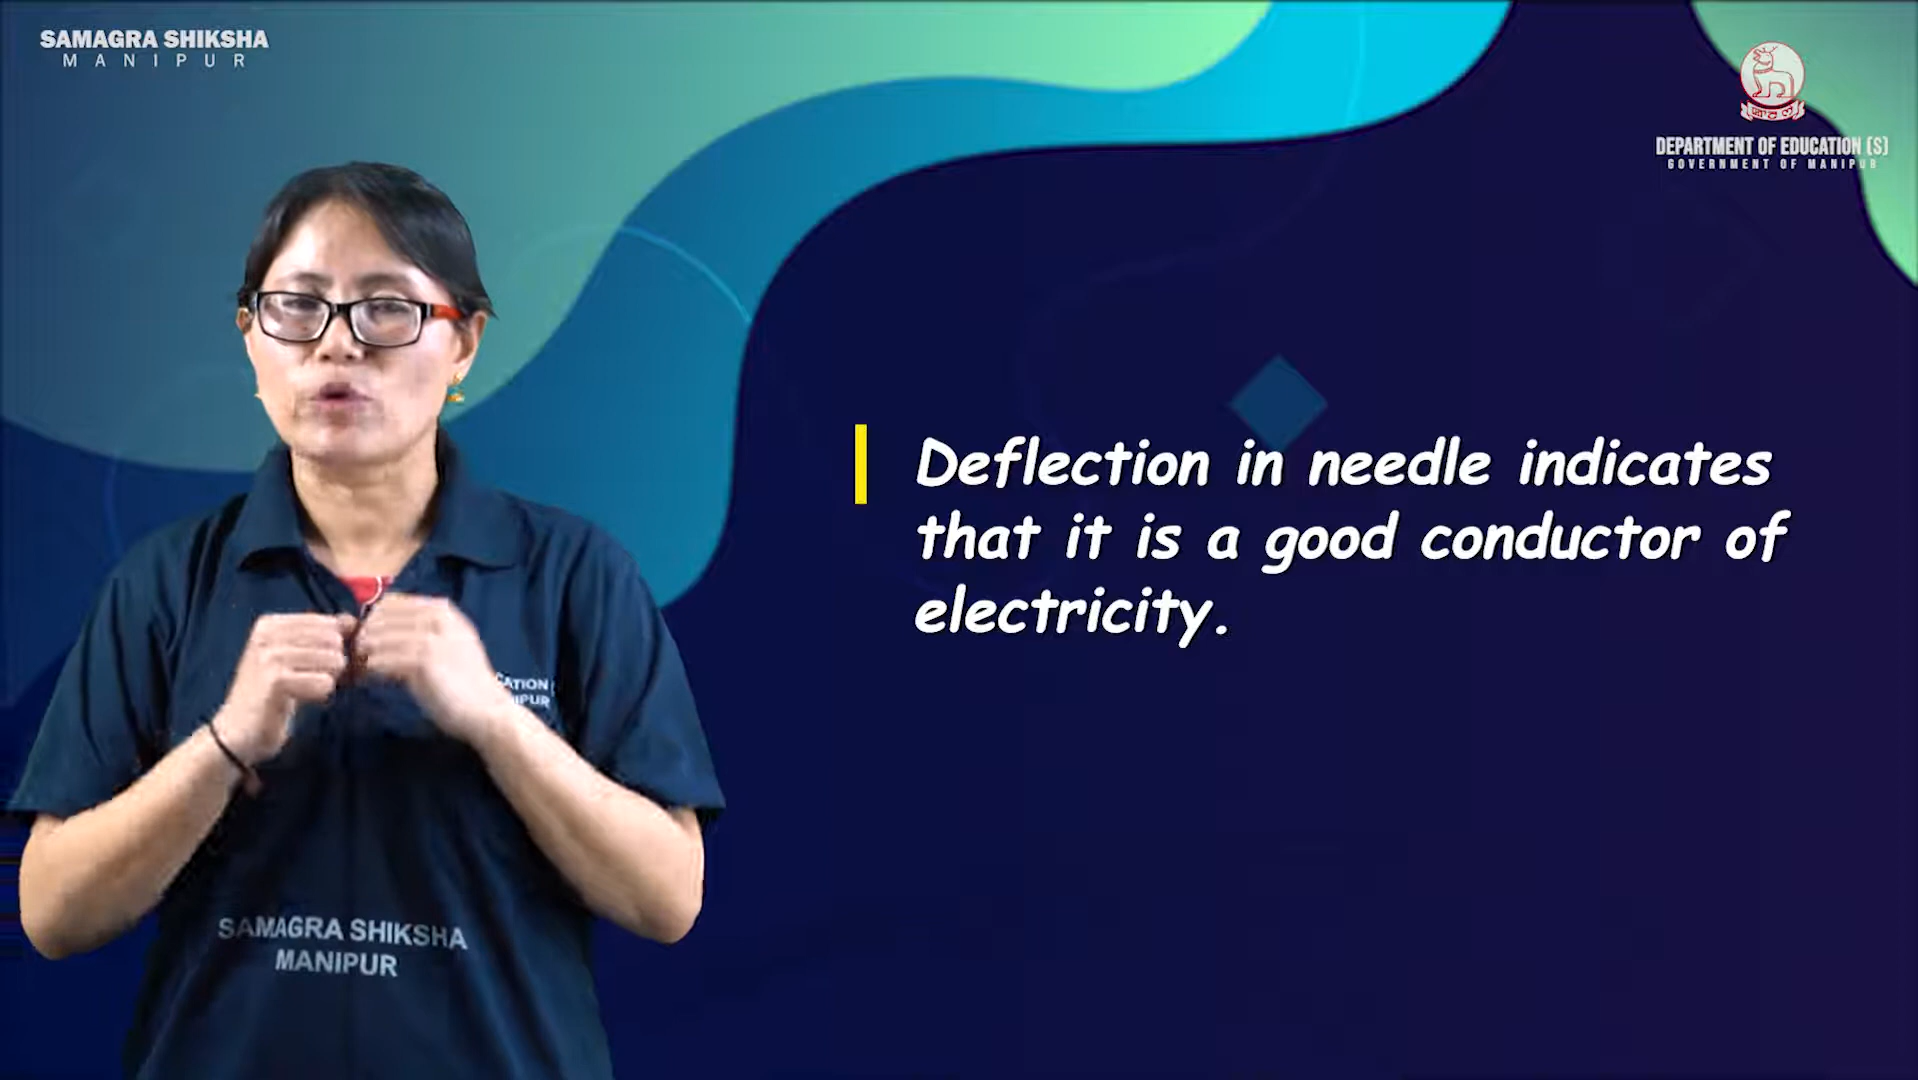 SAMAGRA SHIKSHA
MANIPUR
DEPARTMENT OF EDUCATION (S)
GOVERNMENT OF MANIPUR
Deflection in needle indicates
that it is a good conductor of
electricity.
SAMAGRA SHIKSHA
MANIPUR